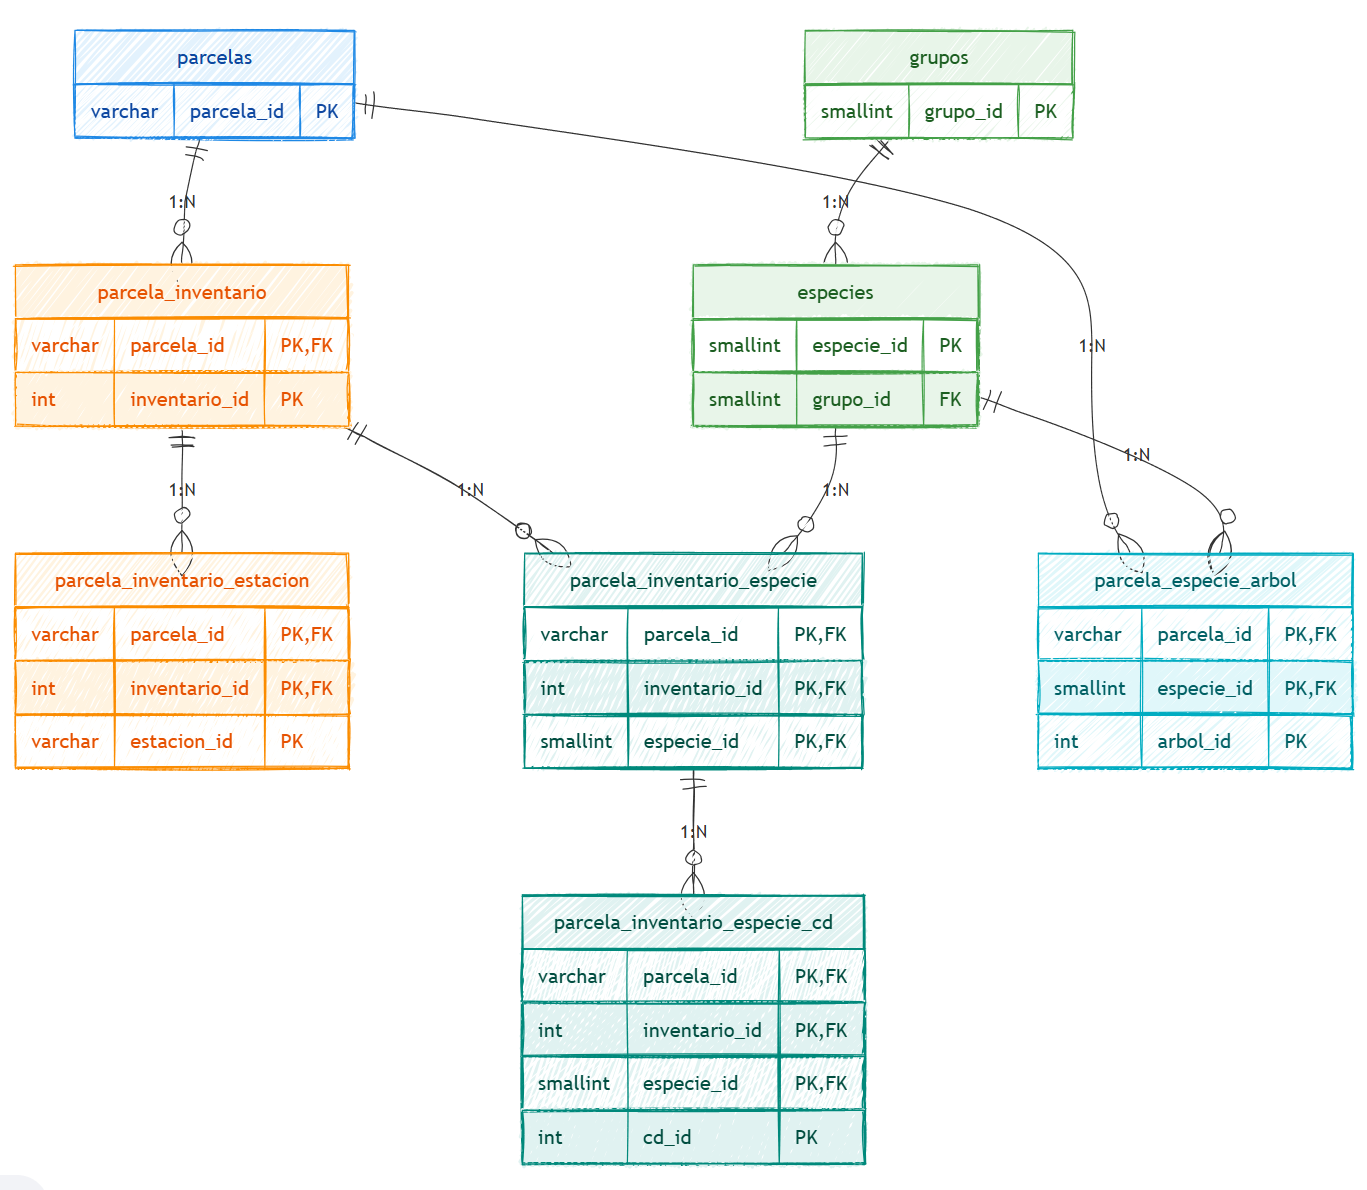 parcelas
varchar parcela_id PK
grupos
smallint grupo_id PK
1:N
1:N
parcela_inventario
varchar parcela_id PK,FK
int inventario_id PK
especies
smallint especie_id PK
smallint grupo_id FK
1:N
1:N
1:N
1:N
1:N
parcela_inventario_estacion
varchar parcela_id PK,FK
int inventario_id PK,FK
varchar estacion_id PK
parcela_inventario_especie
varchar parcela_id PK,FK
int inventario_id PK,FK
smallint especie_id PK,FK
parcela_especie_arbol
varchar parcela_id PK,FK
smallint especie_id PK,FK
int arbol_id PK
1:N
parcela_inventario_especie_cd
varchar parcela_id PK,FK
int inventario_id PK,FK
smallint especie_id PK,FK
int cd_id PK